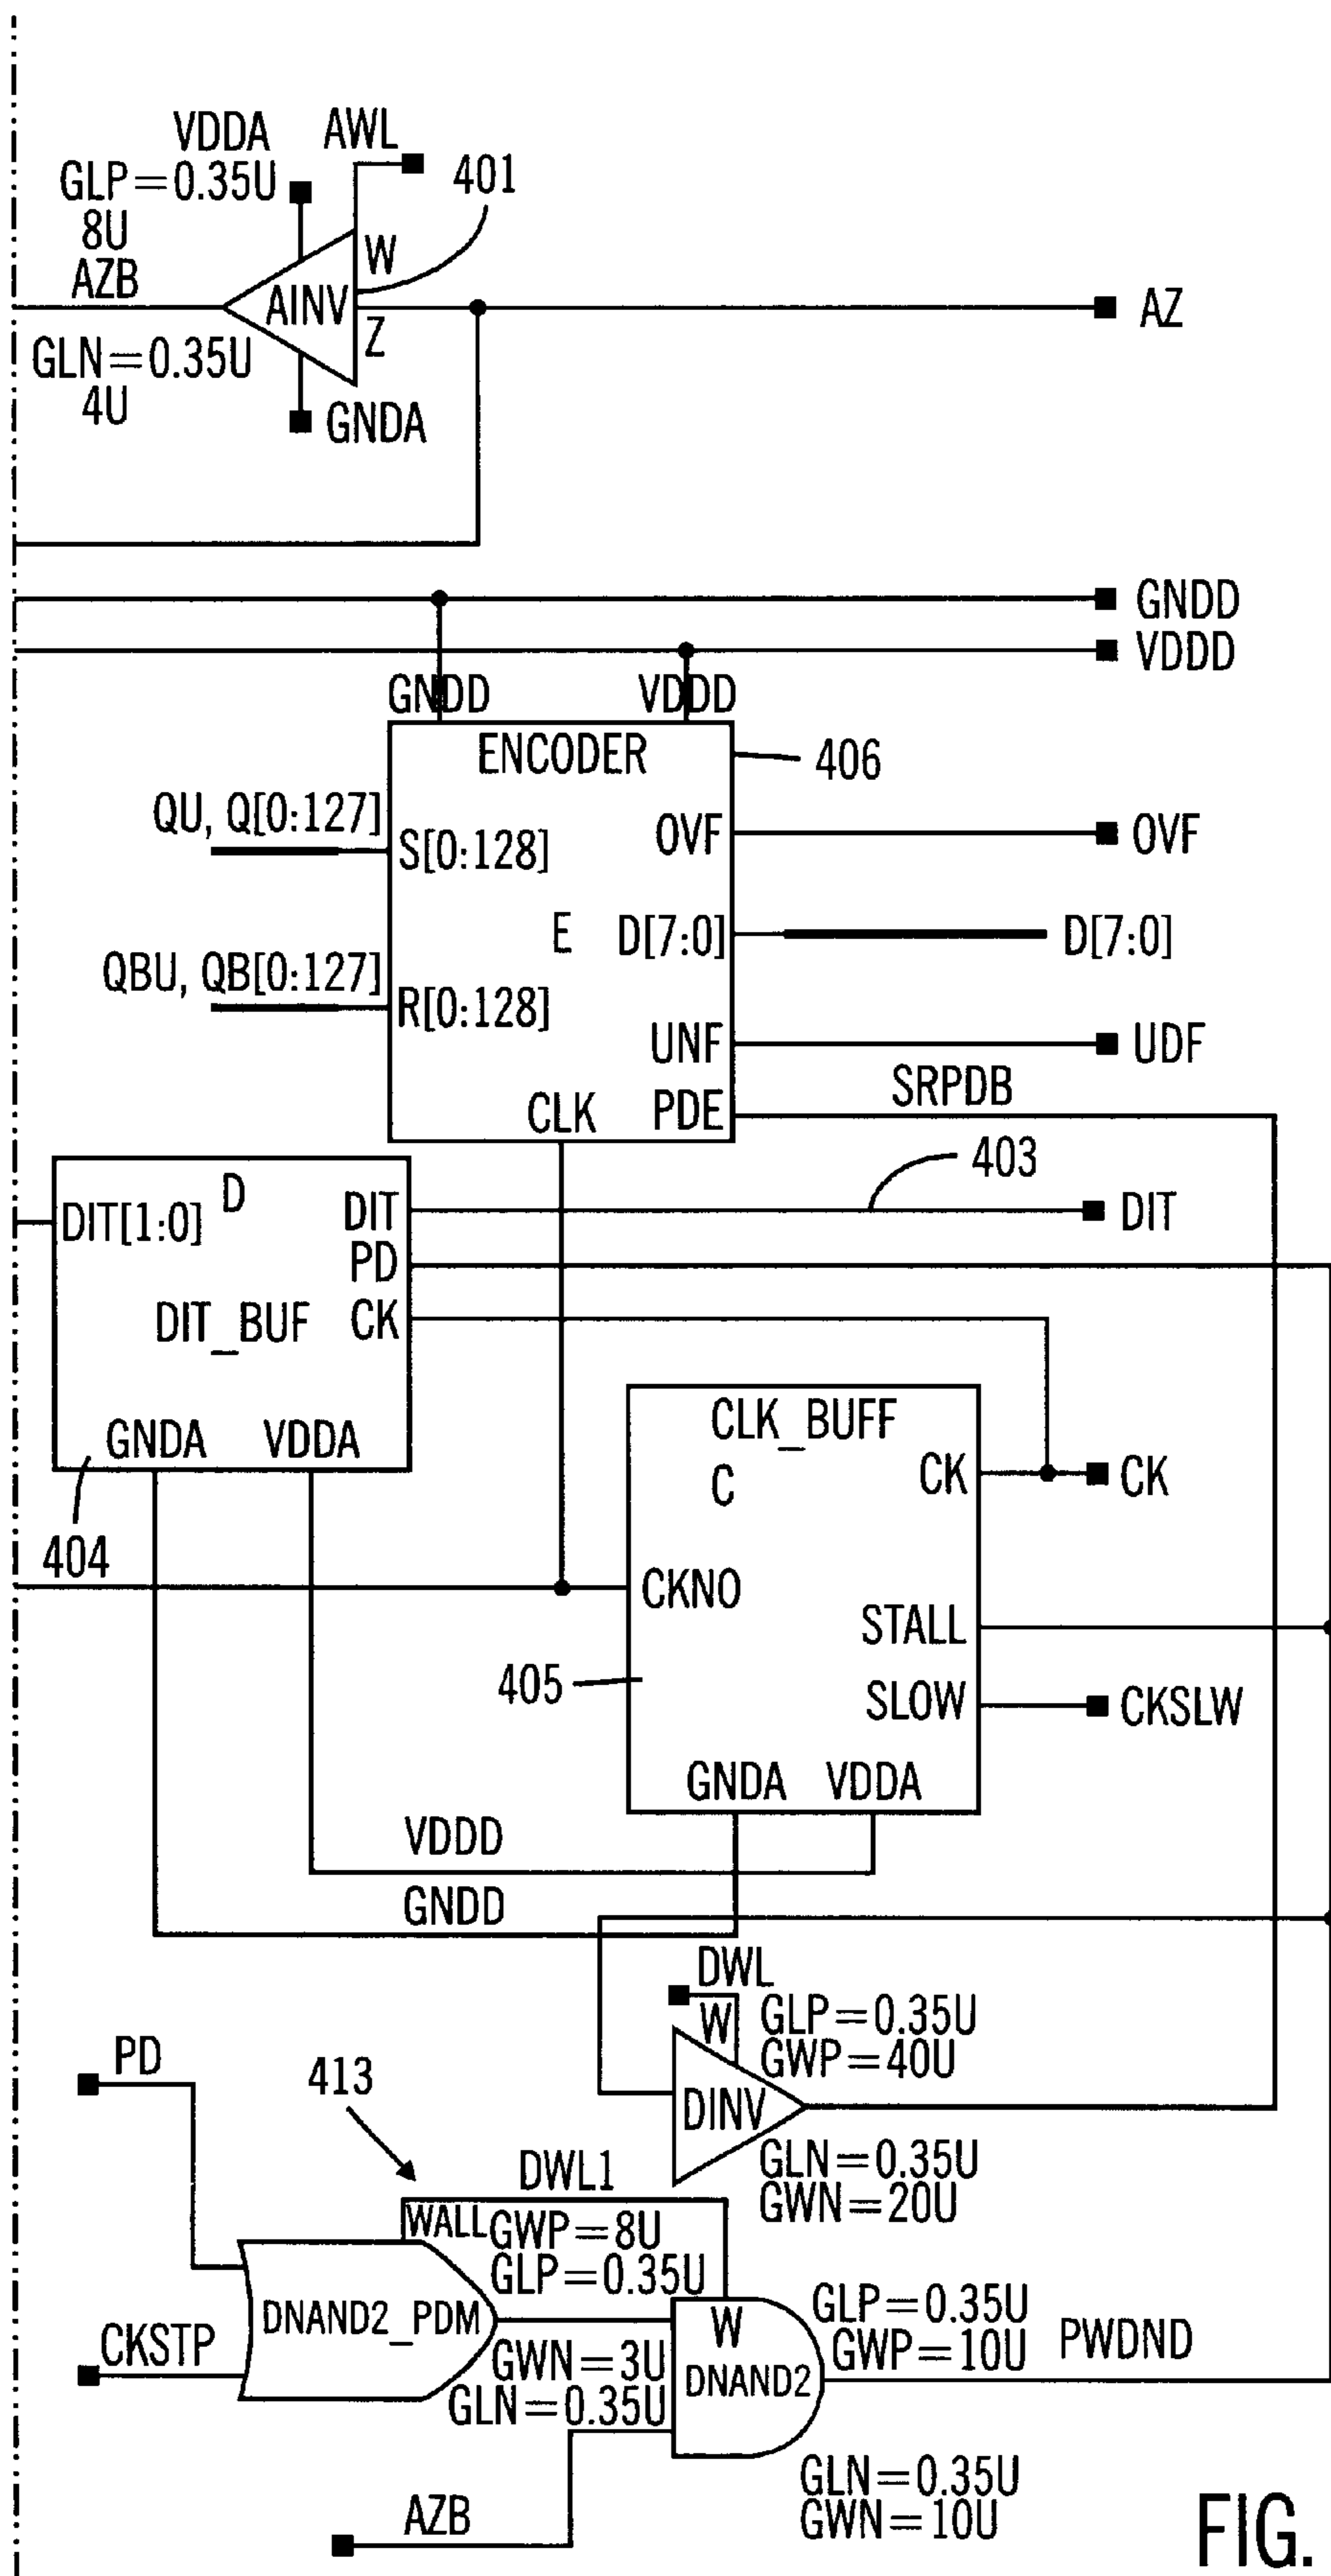 VDDA
AWL
GLP=0.35U
8U
401
AZB
W
AINV
Z
AZ
GLN=0.35U
4U
GNDA
GNDD
VDDD
GNDD
VDDD
ENCODER
406
QU, Q[0:127]
S[0:128]
OVF
OVF
E
D[7:0]
D[7:0]
QBU, QB[0:127]
R[0:128]
UNF
UDF
CLK
PDE
SRPDB
403
D
DIT[1:0]
DIT
DIT
PD
DIT_BUF
CK
GNDA
VDDA
404
CLK_BUFF
C
CK
CK
CKNO
STALL
405
SLOW
CKSLW
GNDA
VDDA
VDDD
GNDD
DWL
W
GLP=0.35U
GWP=40U
PD
413
DINV
GLN=0.35U
GWN=20U
DWL1
WALL
GWP=8U
GLP=0.35U
DNAND2_PDM
W
GLP=0.35U
GWP=10U
PWDND
CKSTP
GWN=3U
GLN=0.35U
DNAND2
GLN=0.35U
GWN=10U
AZB
FIG.